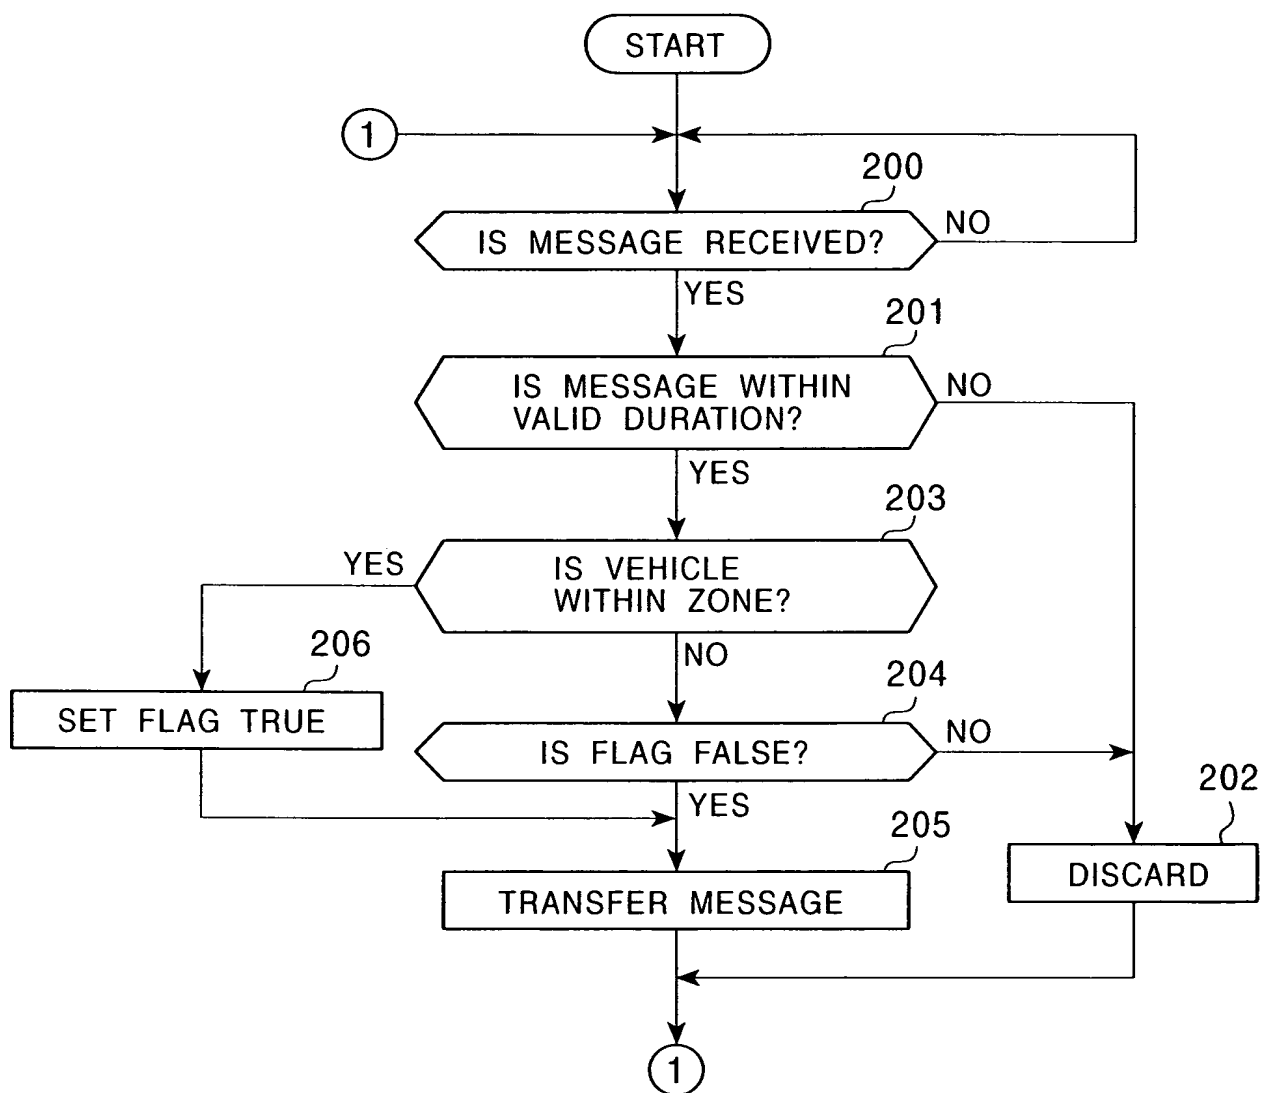 START
1
200
IS MESSAGE RECEIVED?
NO
YES
201
IS MESSAGE WITHIN
VALID DURATION?
NO
YES
203
YES
IS VEHICLE
WITHIN ZONE?
NO
206
SET FLAG TRUE
204
IS FLAG FALSE?
NO
YES
202
DISCARD
205
TRANSFER MESSAGE
1